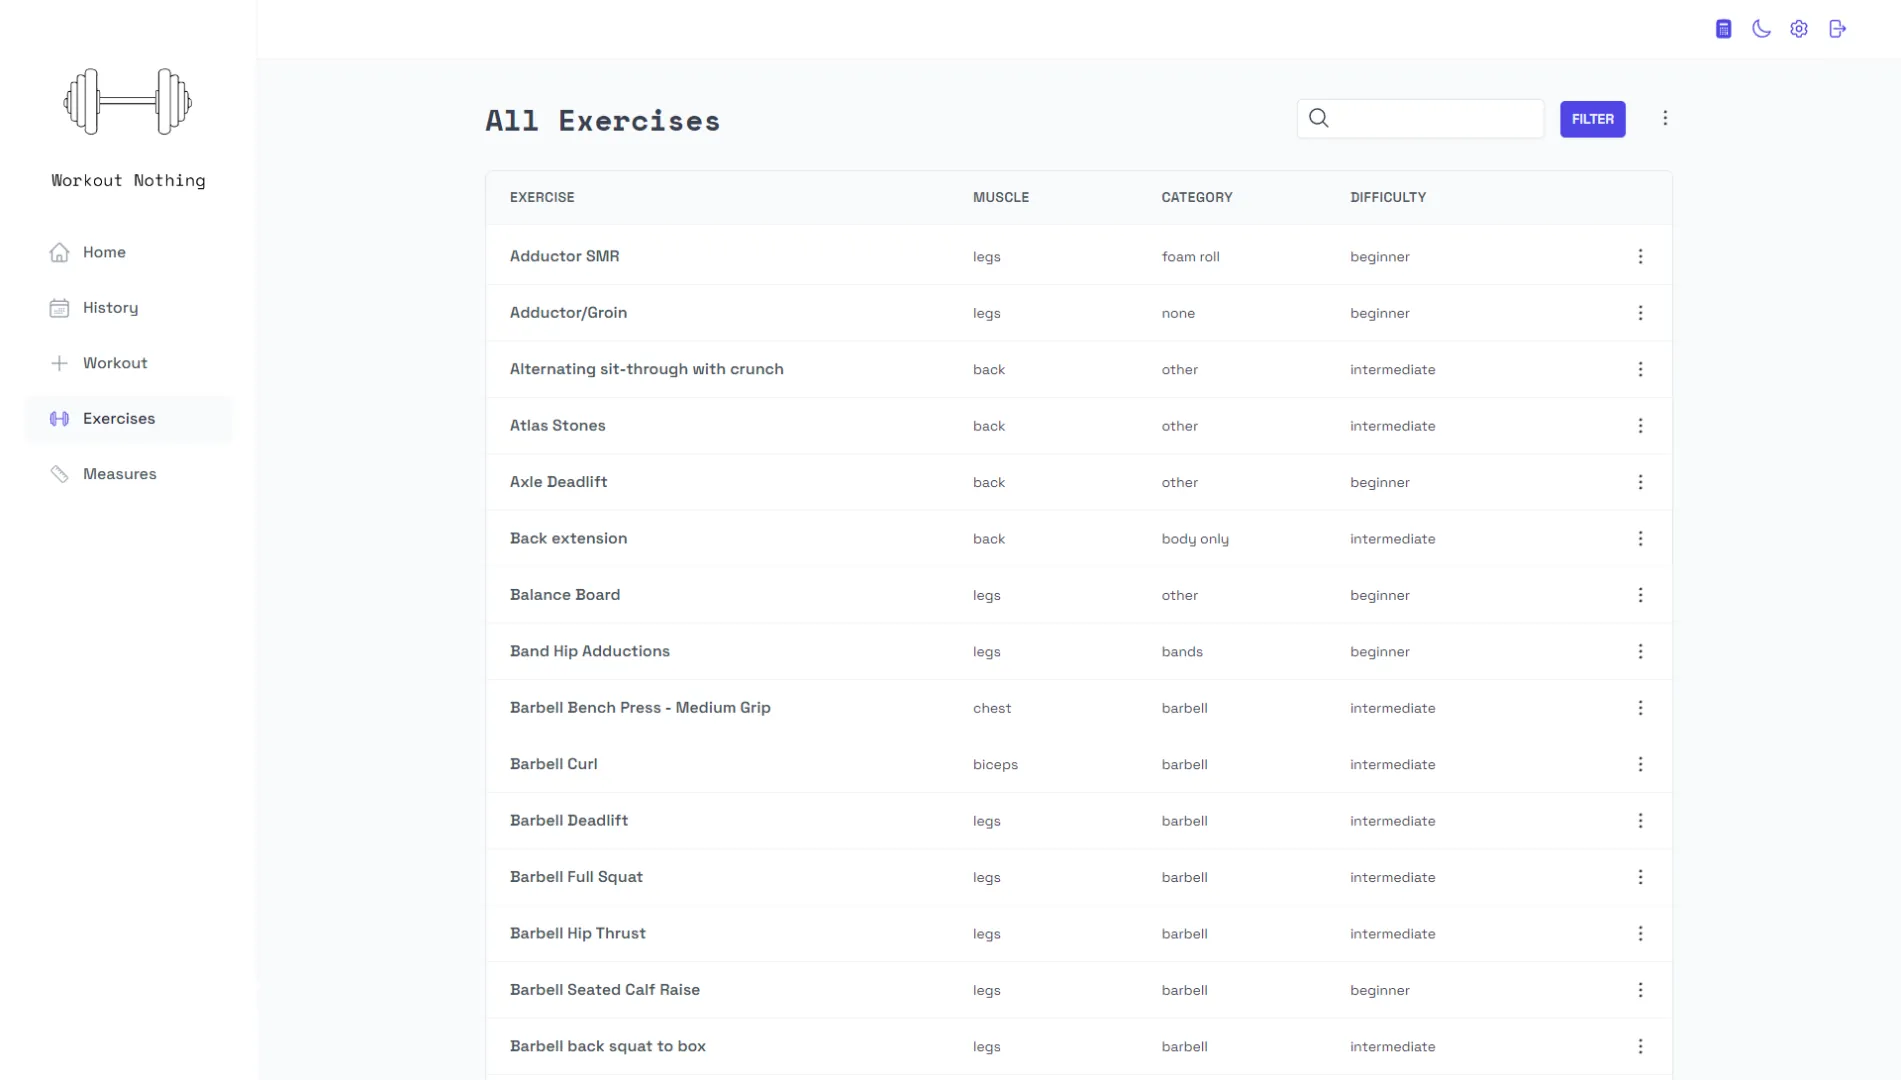 Workout Nothing
Home
History
Workout
Exercises
Measures
All Exercises
FILTER
EXERCISE MUSCLE CATEGORY DIFFICULTY
Adductor SMR legs foam roll beginner
Adductor/Groin legs none beginner
Alternating sit-through with crunch back other intermediate
Atlas Stones back other intermediate
Axle Deadlift back other beginner
Back extension back body only intermediate
Balance Board legs other beginner
Band Hip Adductions legs bands beginner
Barbell Bench Press - Medium Grip chest barbell intermediate
Barbell Curl biceps barbell intermediate
Barbell Deadlift legs barbell intermediate
Barbell Full Squat legs barbell intermediate
Barbell Hip Thrust legs barbell intermediate
Barbell Seated Calf Raise legs barbell beginner
Barbell back squat to box legs barbell intermediate